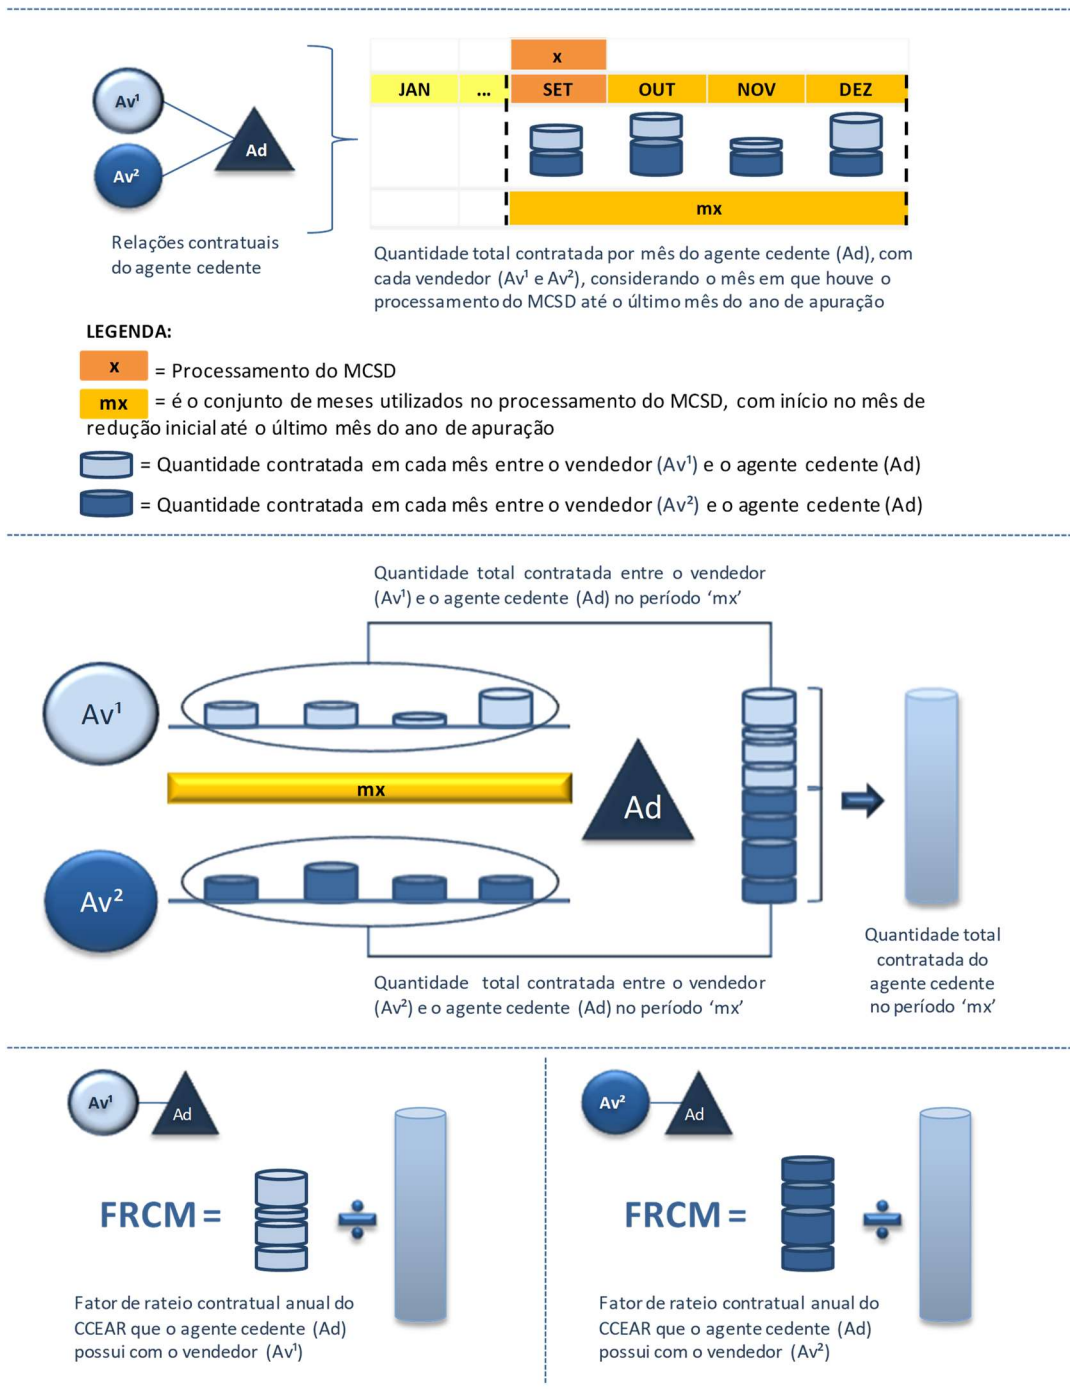 x
JAN ... SET OUT NOV DEZ
Av¹
Ad
Av²
mx
Relações contratuais
do agente cedente
Quantidade total contratada por mês do agente cedente (Ad), com
cada vendedor (Av¹ e Av²), considerando o mês em que houve o
processamento do MCSD até o último mês do ano de apuração
LEGENDA:
x = Processamento do MCSD
mx = é o conjunto de meses utilizados no processamento do MCSD, com início no mês de
redução inicial até o último mês do ano de apuração
= Quantidade contratada em cada mês entre o vendedor (Av¹) e o agente cedente (Ad)
= Quantidade contratada em cada mês entre o vendedor (Av²) e o agente cedente (Ad)
Quantidade total contratada entre o vendedor
(Av¹) e o agente cedente (Ad) no período ‘mx’
Av¹
mx
Ad
Av²
Quantidade total contratada entre o vendedor
(Av²) e o agente cedente (Ad) no período ‘mx’
Quantidade total
contratada do
agente cedente
no período ‘mx’
Av¹ Ad
FRCM = ÷
Fator de rateio contratual anual do
CCEAR que o agente cedente (Ad)
possui com o vendedor (Av¹)
Av² Ad
FRCM = ÷
Fator de rateio contratual anual do
CCEAR que o agente cedente (Ad)
possui com o vendedor (Av²)